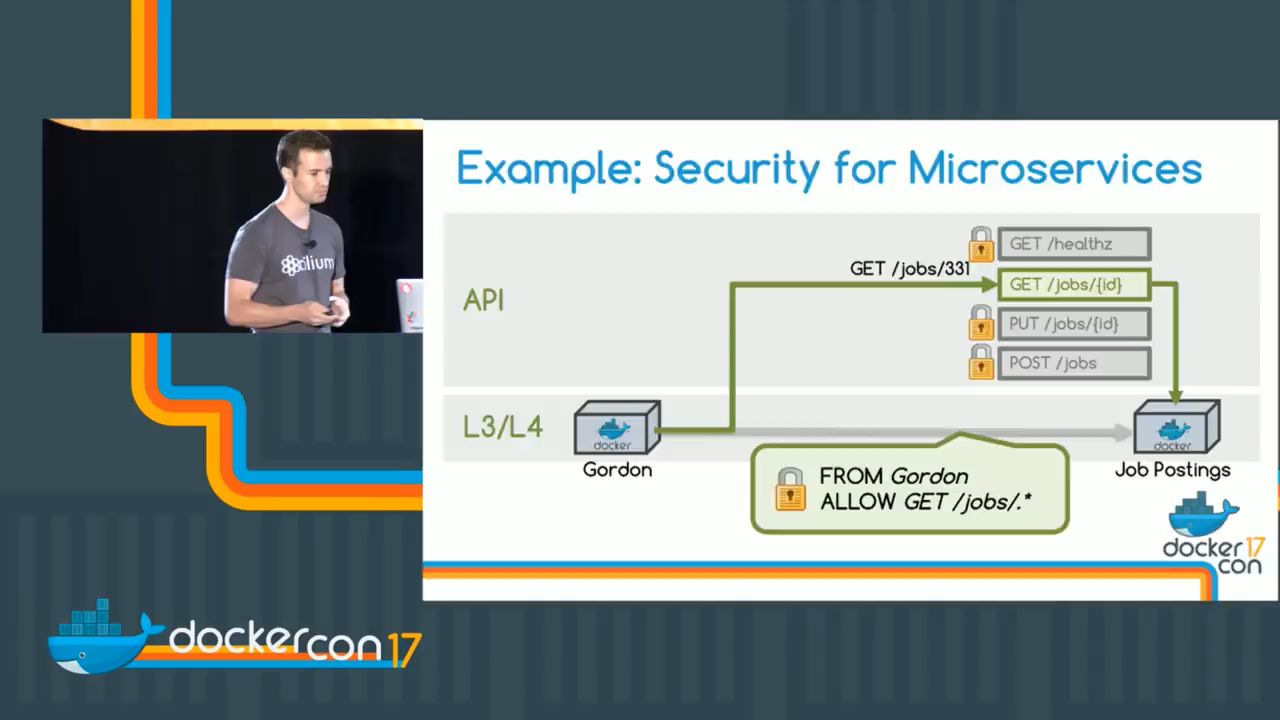 Example: Security for Microservices
API
GET /healthz
GET /jobs/331
GET /jobs/{id}
PUT /jobs/{id}
POST /jobs
L3/L4
docker
Gordon
docker
Job Postings
FROM Gordon
ALLOW GET /jobs/.*
cilium
docker 17
con
dockercon 17